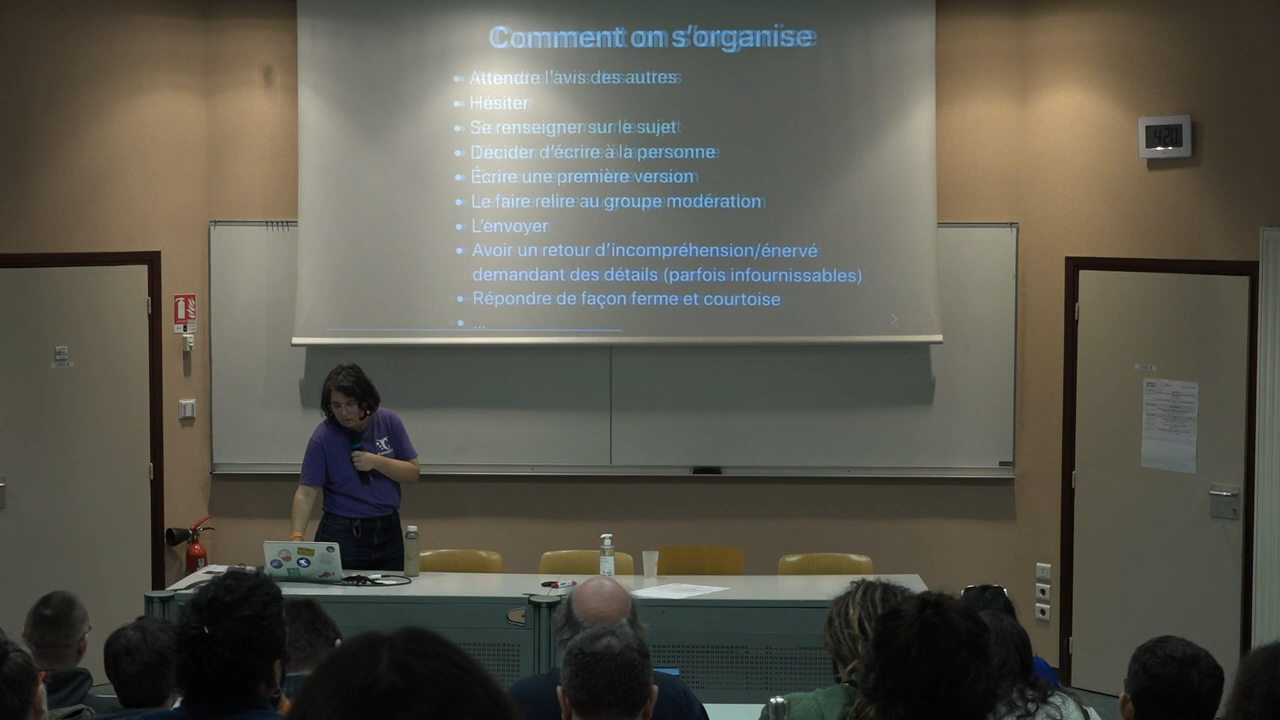 Comment on s'organise
• Attendre l'avis des autres
• Hésiter
• Se renseigner sur le sujet
• Décider d'écrire à la personne
• Écrire une première version
• Le faire relire au groupe modération
• L'envoyer
• Avoir un retour d'incompréhension/énervé
demandant des détails (parfois infournissables)
• Répondre de façon ferme et courtoise
• ...
4:20